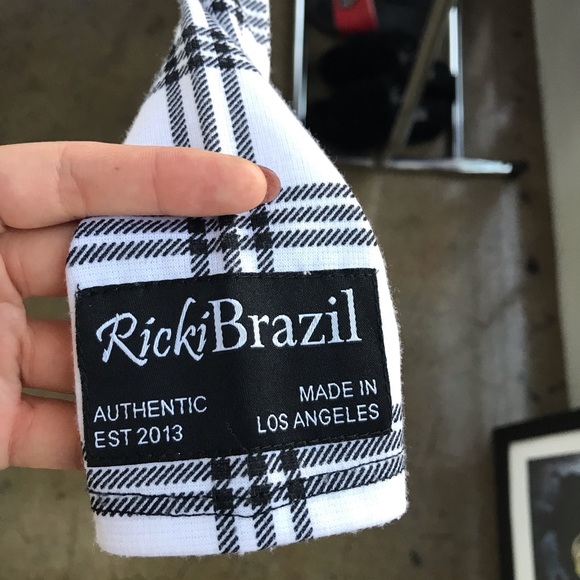 RickiBrazil
AUTHENTIC
EST 2013
MADE IN
LOS ANGELES